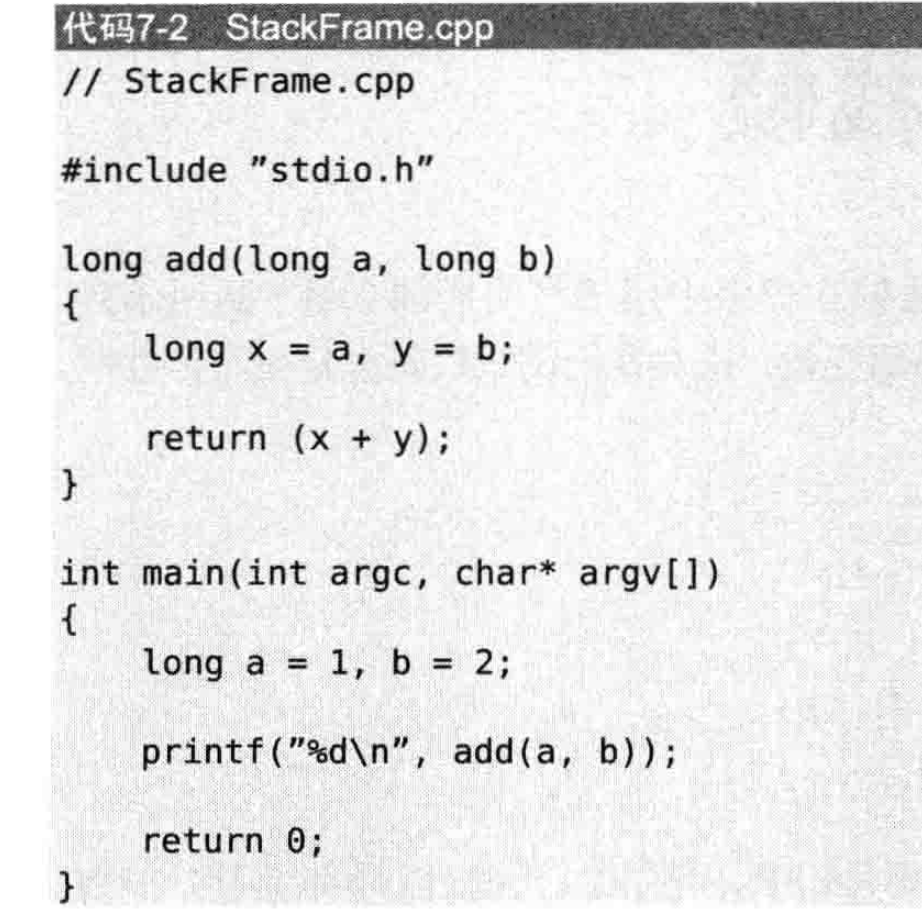 代码7-2 StackFrame.cpp
// StackFrame.cpp
#include "stdio.h"
long add(long a, long b)
{
long x = a, y = b;
return (x + y);
}
int main(int argc, char* argv[])
{
long a = 1, b = 2;
printf("%d\n", add(a, b));
return 0;
}